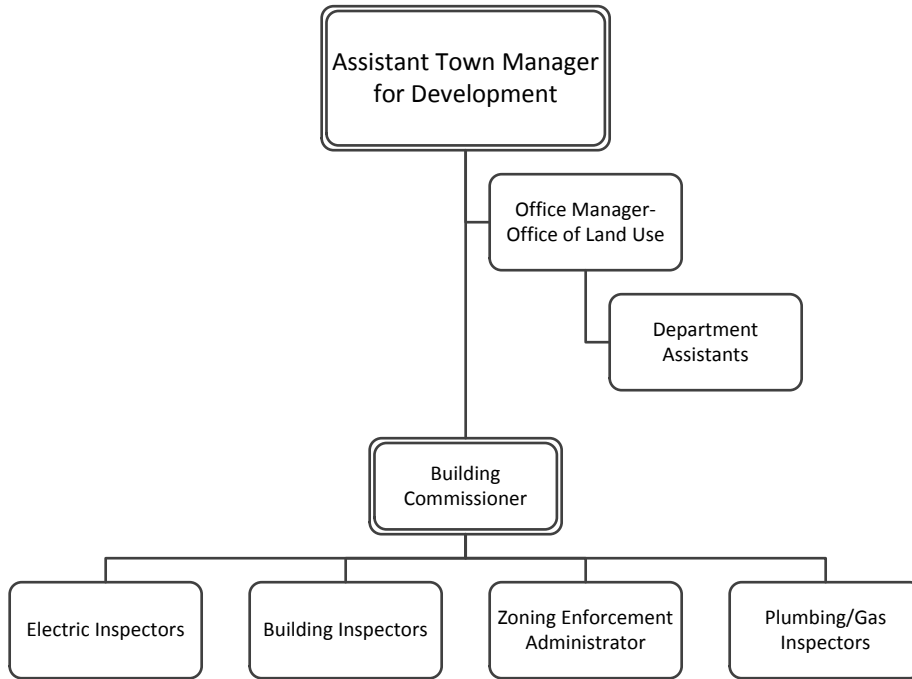 Assistant Town Manager
for Development
Office Manager-
Office of Land Use
Department
Assistants
Building
Commissioner
Electric Inspectors
Building Inspectors
Zoning Enforcement
Administrator
Plumbing/Gas
Inspectors